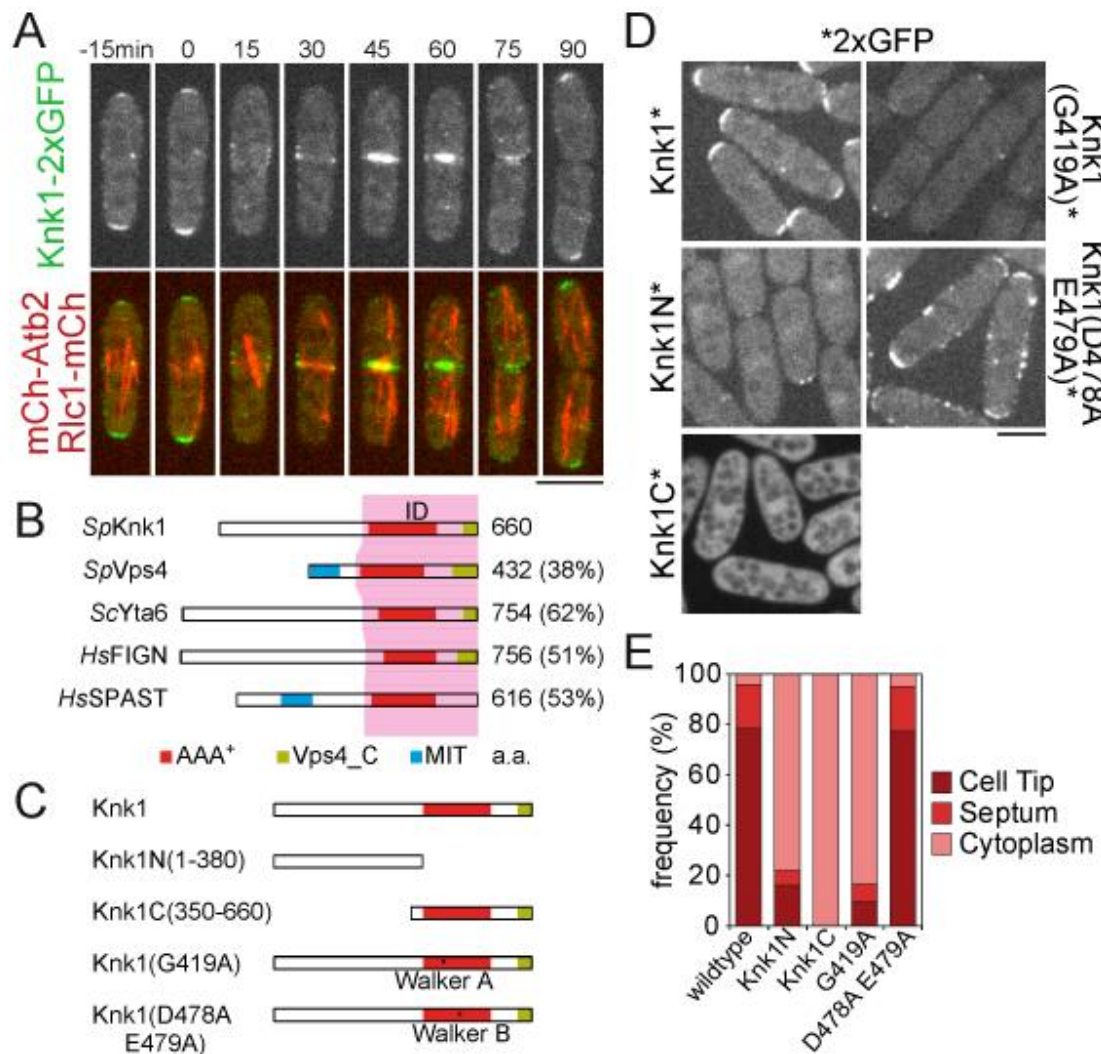 A
-15min 0 15 30 45 60 75 90
Knk1-2xGFP
mCh-Atb2
Rlc1-mCh
B
ID
SpKnk1 660
SpVps4 432 (38%)
ScYta6 754 (62%)
HsFIGN 756 (51%)
HsSPAST 616 (53%)
AAA+ Vps4_C MIT a.a.
C
Knk1
Knk1N(1-380)
Knk1C(350-660)
Knk1(G419A)
Walker A
Knk1(D478A
E479A)
Walker B
D
*2xGFP
Knk1*
Knk1
(G419A)*
Knk1N*
Knk1(D478A
E479A)*
Knk1C*
E
frequency (%)
100
80
60
40
20
0
wildtype
Knk1N
Knk1C
G419A
D478A E479A
Cell Tip
Septum
Cytoplasm